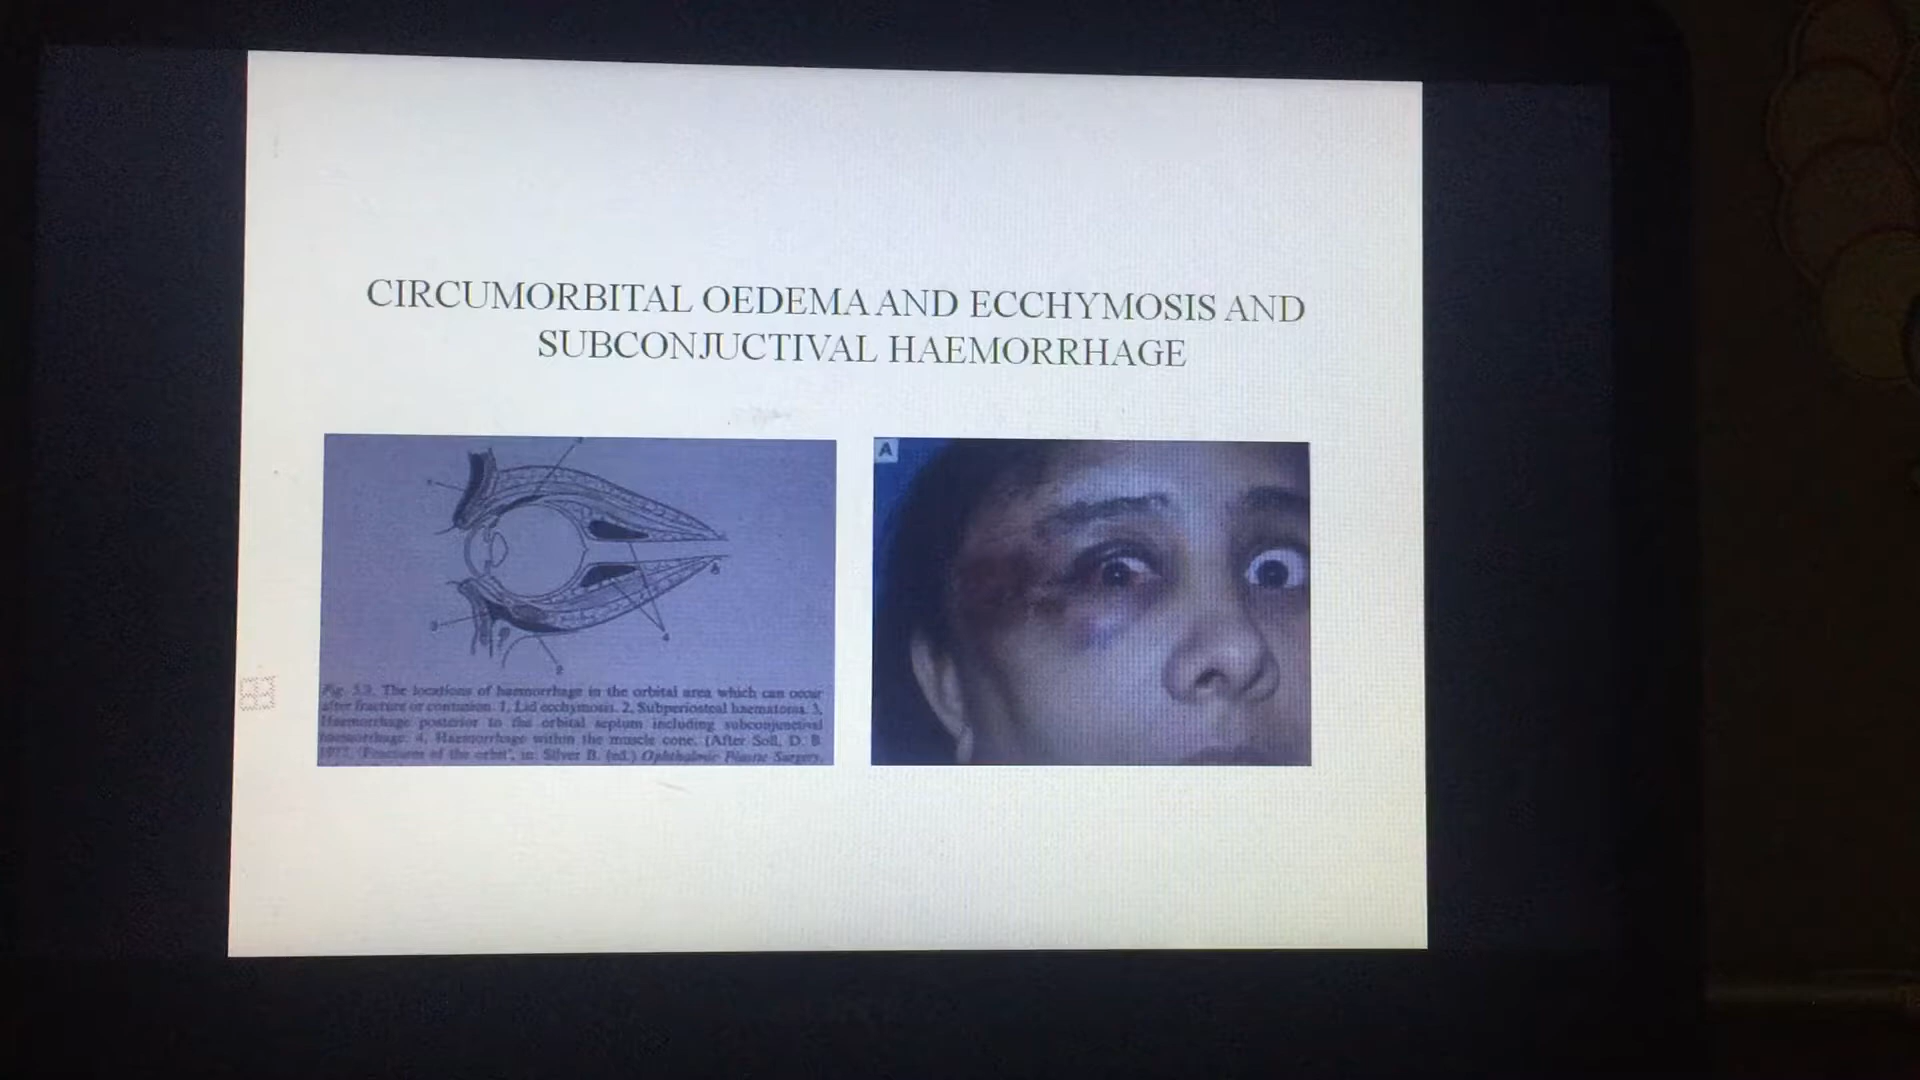 CIRCUMORBITAL OEDEMA AND ECCHYMOSIS AND
SUBCONJUCTIVAL HAEMORRHAGE
A
4
Fig. 5.9. The locations of haemorrhage in the orbital area which can occur
after fracture or contusion. 1, Lid ecchymosis. 2, Subperiosteal haematoma. 3,
Haemorrhage posterior to the orbital septum including subconjunctival
haemorrhage. 4, Haemorrhage within the muscle cone. (After Soll, D. B.
1977, 'Fractures of the orbit', in: Silver B. (ed.) Ophthalmic Plastic Surgery.